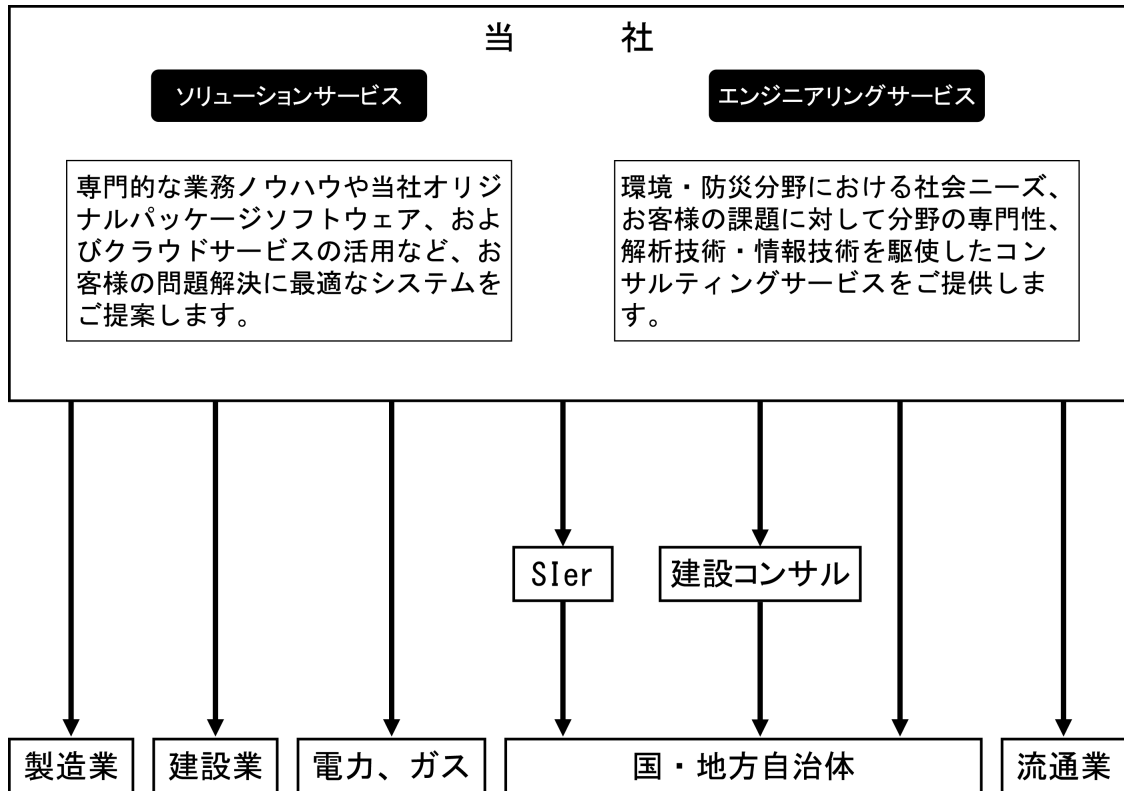 当 社
ソリューションサービス
エンジニアリングサービス
専門的な業務ノウハウや当社オリジ
ナルパッケージソフトウェア、およ
びクラウドサービスの活用など、お
客様の問題解決に最適なシステムを
ご提案します。
環境・防災分野における社会ニーズ、
お客様の課題に対して分野の専門性、
解析技術・情報技術を駆使したコン
サルティングサービスをご提供しま
す。
SIer
建設コンサル
製造業
建設業
電力、ガス
国・地方自治体
流通業